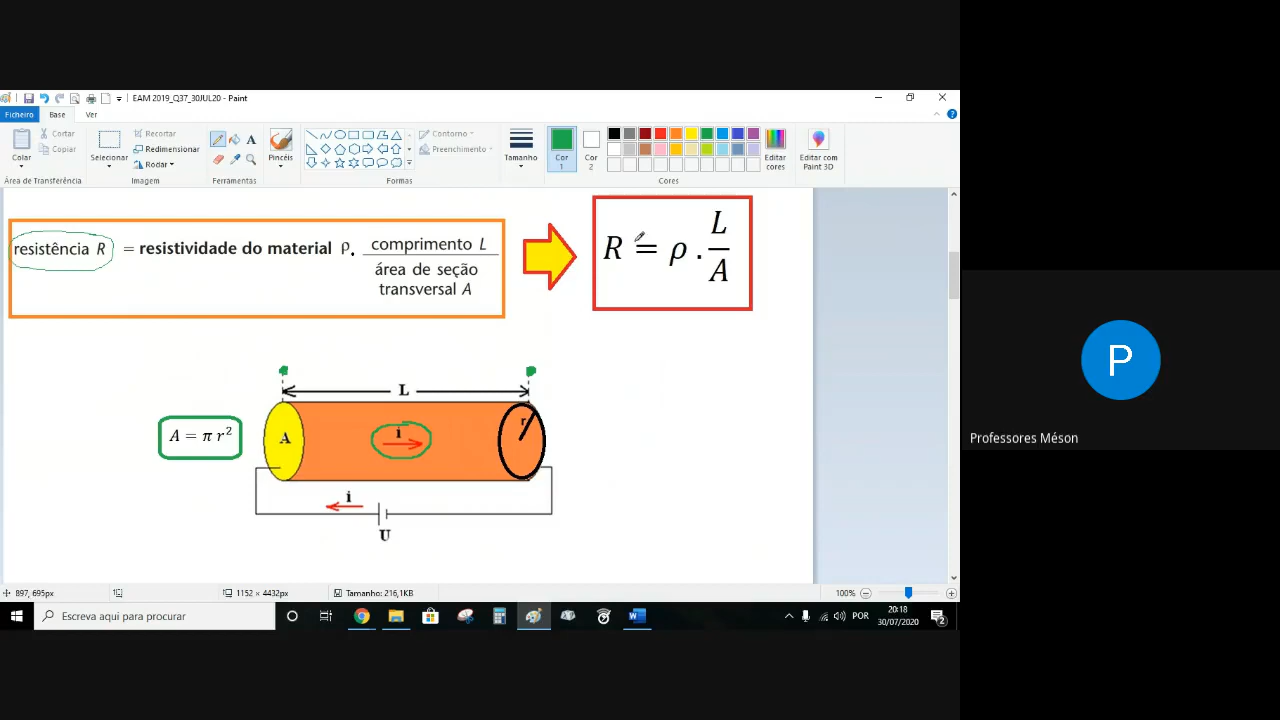 EAM 2019_Q37_30JUL20 - Paint
Ficheiro Base Ver
Colar
Cortar
Copiar
Área de Transferência
Selecionar
Recortar
Redimensionar
Rodar
Imagem
A
Ferramentas
Pincéis
Contorno
Preenchimento
Formas
Tamanho
Cor 1
Cor 2
Editar cores
Cores
Editar com Paint 3D
resistência R = resistividade do material ρ. comprimento L
área de seção
transversal A
R = ρ . L
A
L
A = π r²
A
i
r
i
U
897, 695px
1152 × 4432px
Tamanho: 216,1KB
100%
Escreva aqui para procurar
POR
20:18
30/07/2020
2
P
Professores Méson